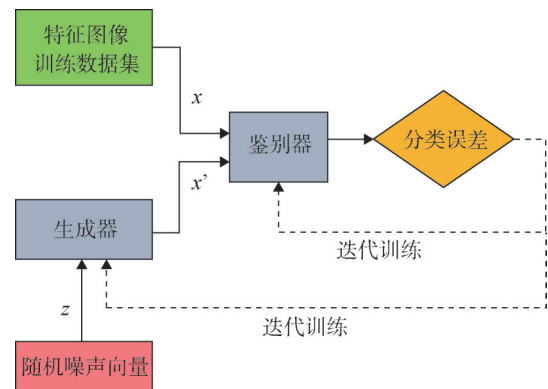 特征图像
训练数据集
x
鉴别器
分类误差
x’
生成器
迭代训练
z
迭代训练
随机噪声向量